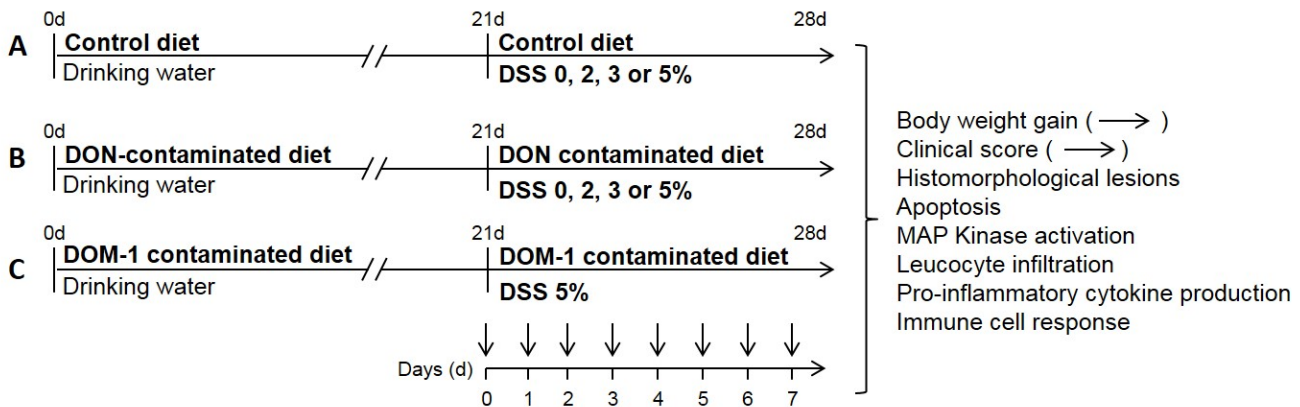 0d 21d 28d
A Control diet Control diet
Drinking water DSS 0, 2, 3 or 5%
0d 21d 28d
B DON-contaminated diet DON contaminated diet
Drinking water DSS 0, 2, 3 or 5%
0d 21d 28d
C DOM-1 contaminated diet DOM-1 contaminated diet
Drinking water DSS 5%
Days (d)
0 1 2 3 4 5 6 7
Body weight gain ( → )
Clinical score ( → )
Histomorphological lesions
Apoptosis
MAP Kinase activation
Leucocyte infiltration
Pro-inflammatory cytokine production
Immune cell response